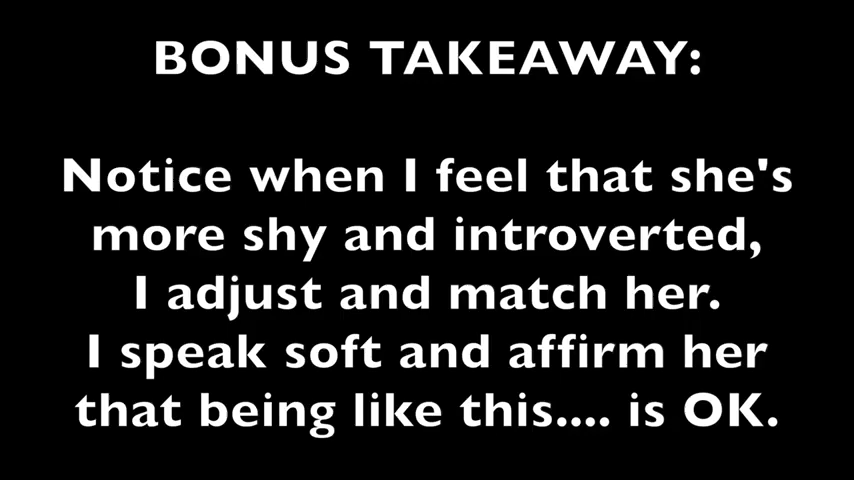 BONUS TAKEAWAY:
Notice when I feel that she's
more shy and introverted,
I adjust and match her.
I speak soft and affirm her
that being like this.... is OK.